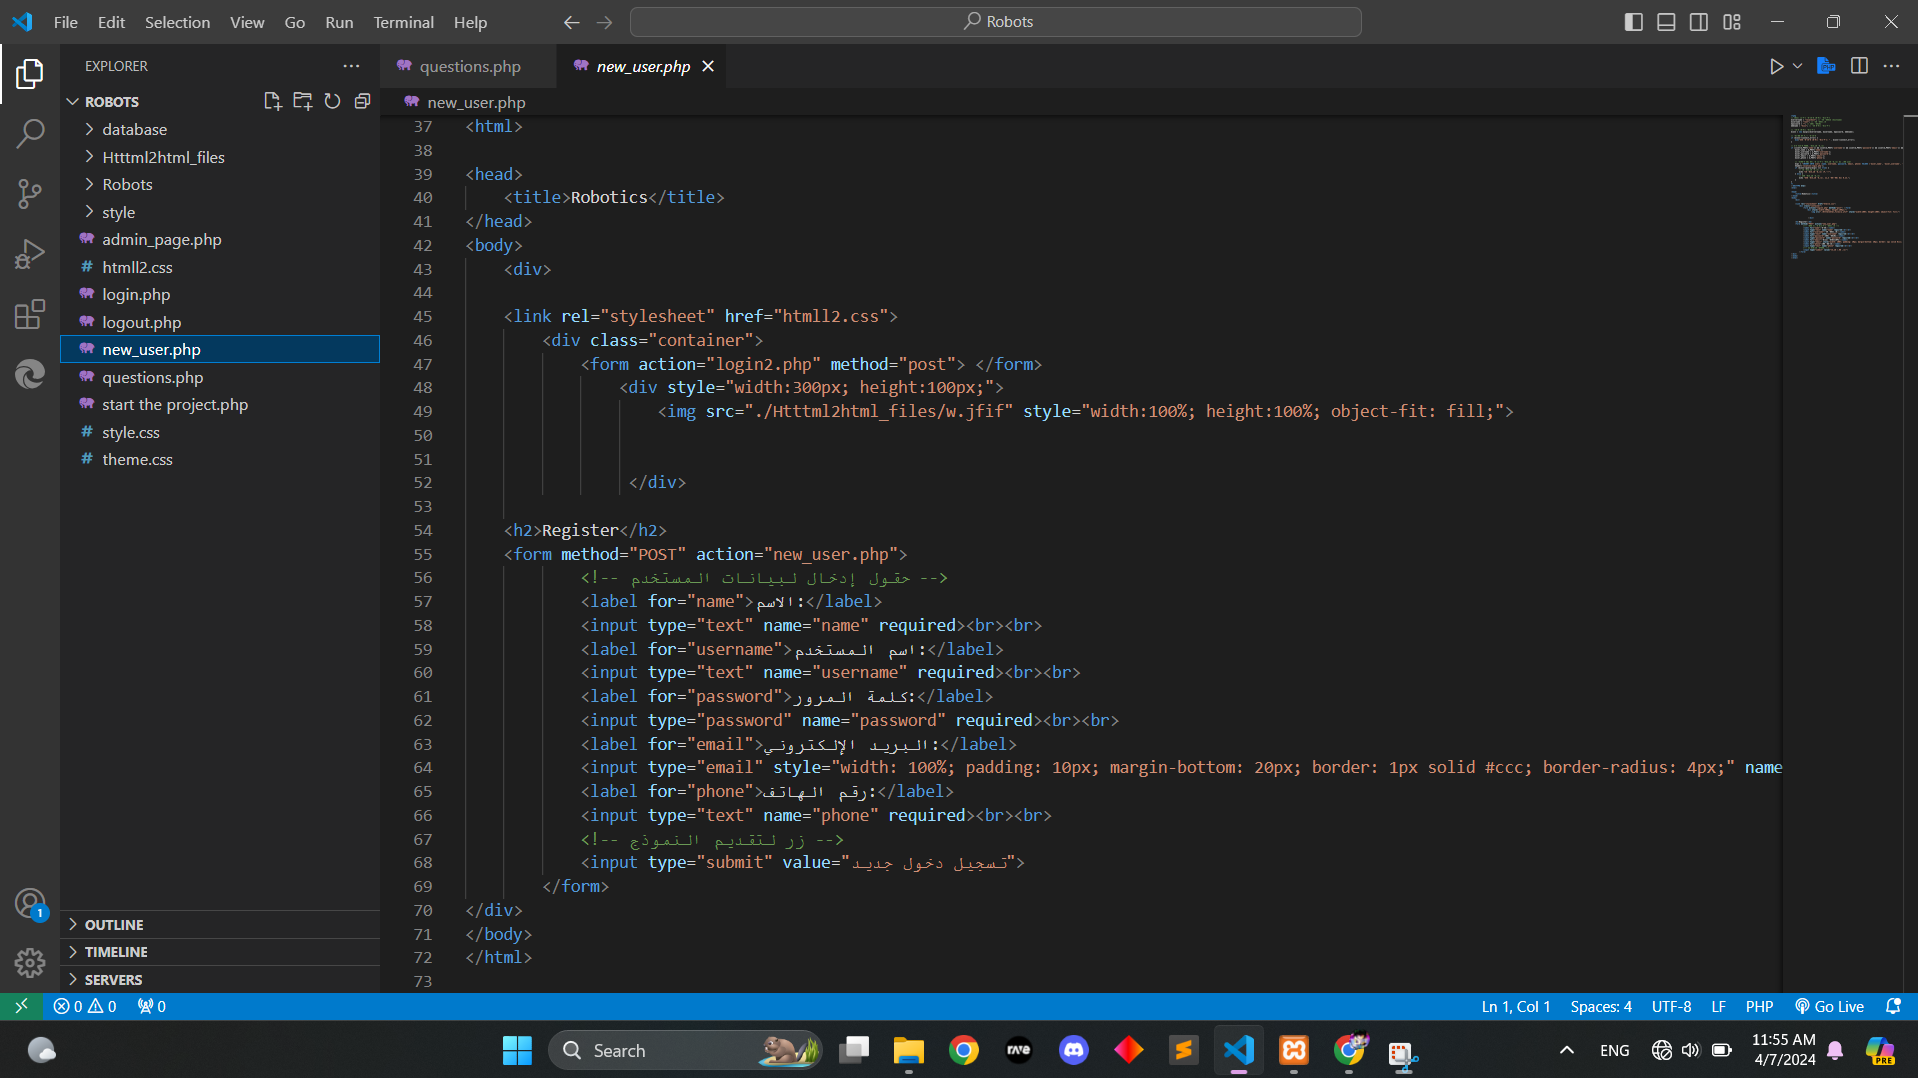 File Edit Selection View Go Run Terminal Help
Robots
EXPLORER
ROBOTS
database
Htttml2html_files
Robots
style
admin_page.php
htmll2.css
login.php
logout.php
new_user.php
questions.php
start the project.php
style.css
theme.css
OUTLINE
TIMELINE
SERVERS
questions.php new_user.php
new_user.php
37 <html>
38
39 <head>
40 <title>Robotics</title>
41 </head>
42 <body>
43 <div>
44
45 <link rel="stylesheet" href="htmll2.css">
46 <div class="container">
47 <form action="login2.php" method="post"> </form>
48 <div style="width:300px; height:100px;">
49 <img src="./Htttml2html_files/w.jfif" style="width:100%; height:100%; object-fit: fill;">
50
51
52 </div>
53
54 <h2>Register</h2>
55 <form method="POST" action="new_user.php">
56 <!-- حقول إدخال لبيانات المستخدم -->
57 <label for="name">الاسم:</label>
58 <input type="text" name="name" required><br><br>
59 <label for="username">اسم المستخدم:</label>
60 <input type="text" name="username" required><br><br>
61 <label for="password">كلمة المرور:</label>
62 <input type="password" name="password" required><br><br>
63 <label for="email">البريد الإلكتروني:</label>
64 <input type="email" style="width: 100%; padding: 10px; margin-bottom: 20px; border: 1px solid #ccc; border-radius: 4px;" name
65 <label for="phone">رقم الهاتف:</label>
66 <input type="text" name="phone" required><br><br>
67 <!-- زر لتقديم النموذج -->
68 <input type="submit" value="تسجيل دخول جديد">
69 </form>
70 </div>
71 </body>
72 </html>
73
1
0 0 0
Ln 1, Col 1 Spaces: 4 UTF-8 LF PHP Go Live
Search
rave
ENG
11:55 AM
4/7/2024
PRE